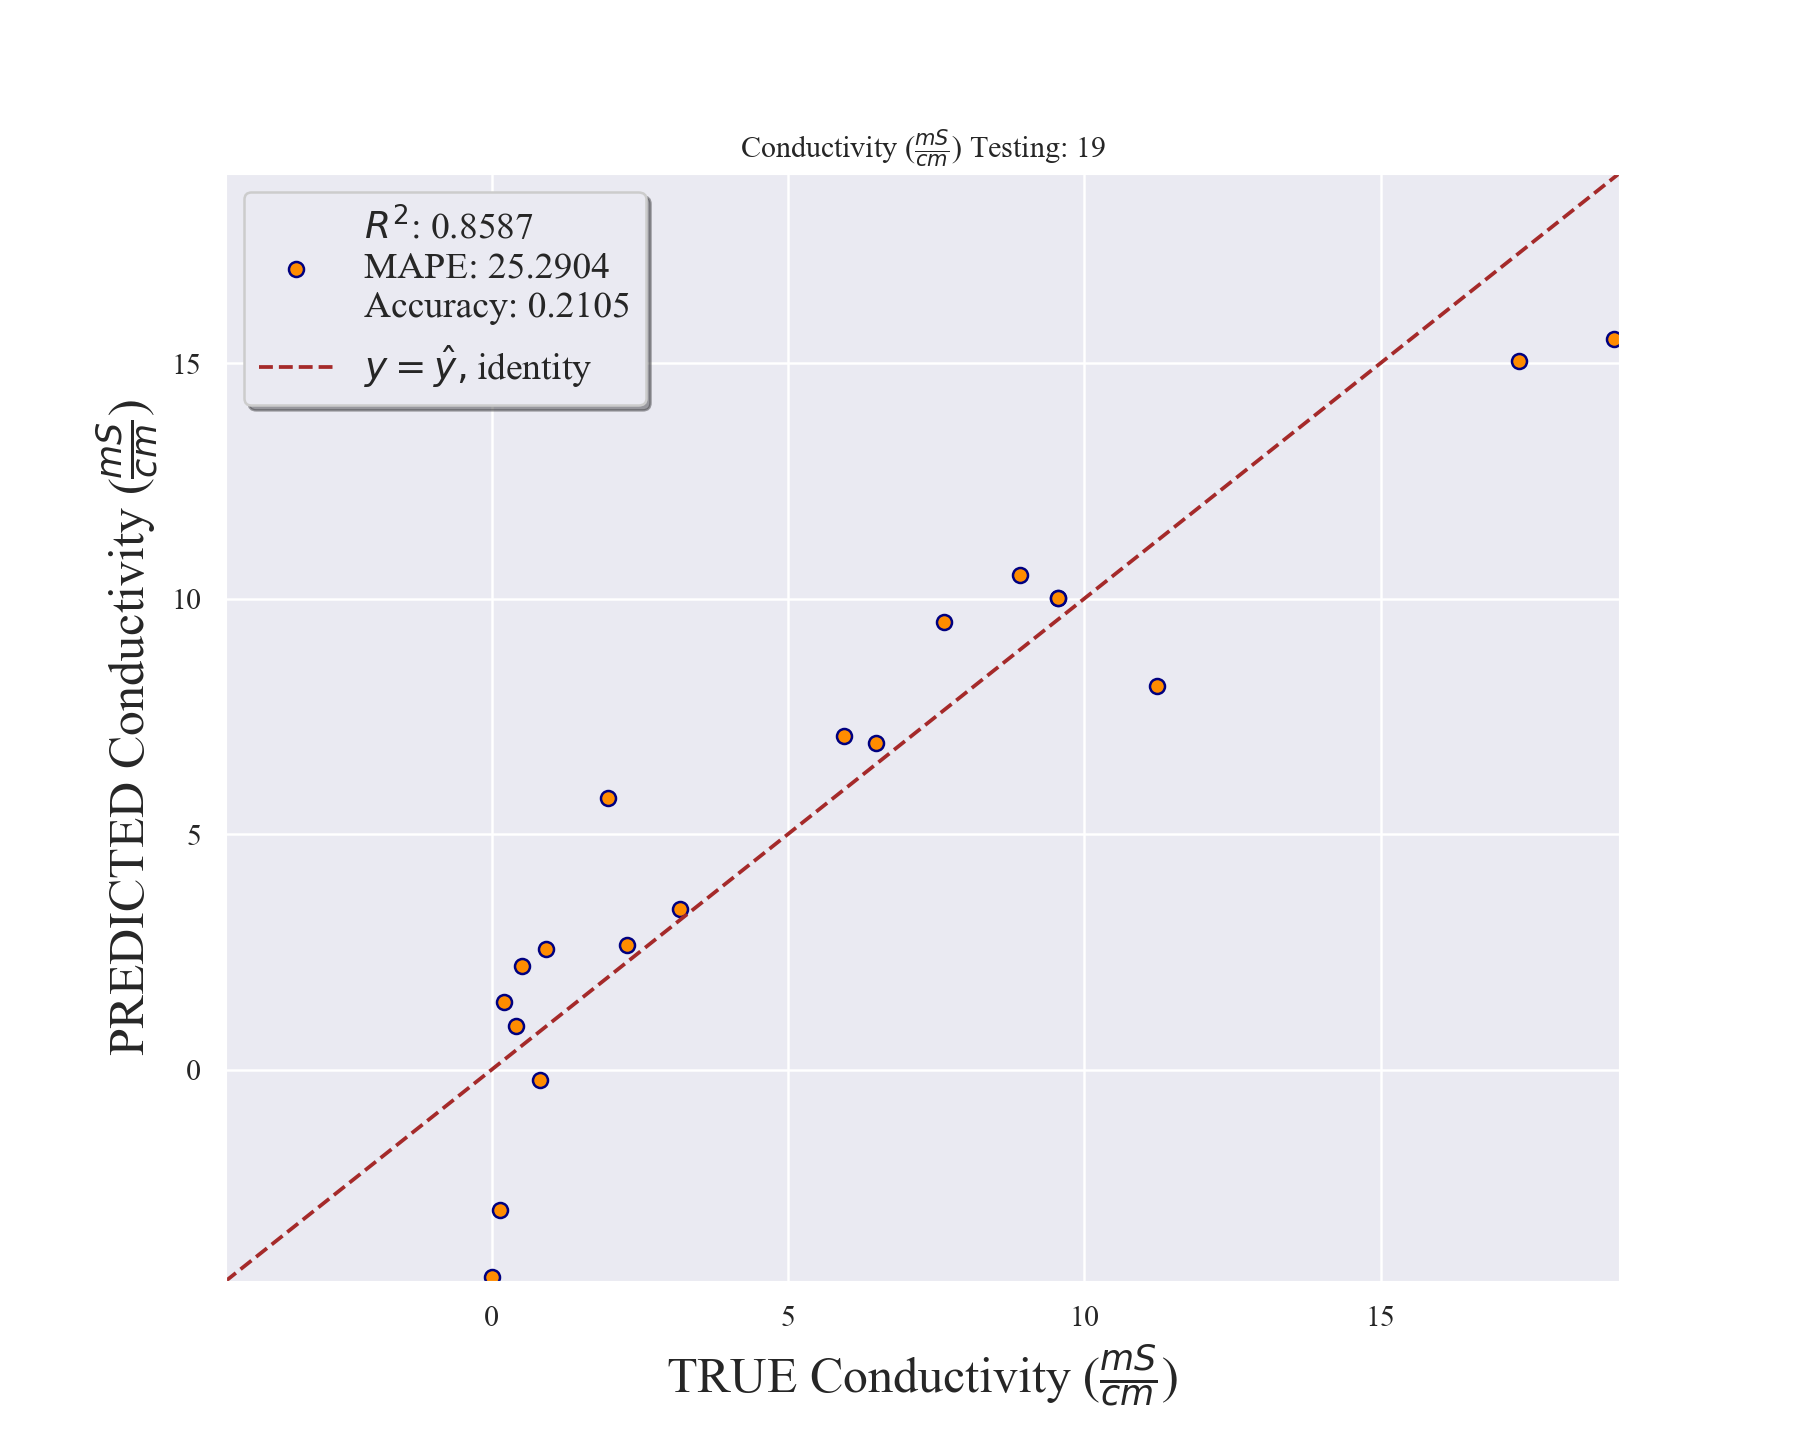 Conductivity (mS/cm) Testing: 19
R²: 0.8587
MAPE: 25.2904
Accuracy: 0.2105
y = ŷ, identity
PREDICTED Conductivity (mS/cm)
15
10
5
0
0 5 10 15
TRUE Conductivity (mS/cm)